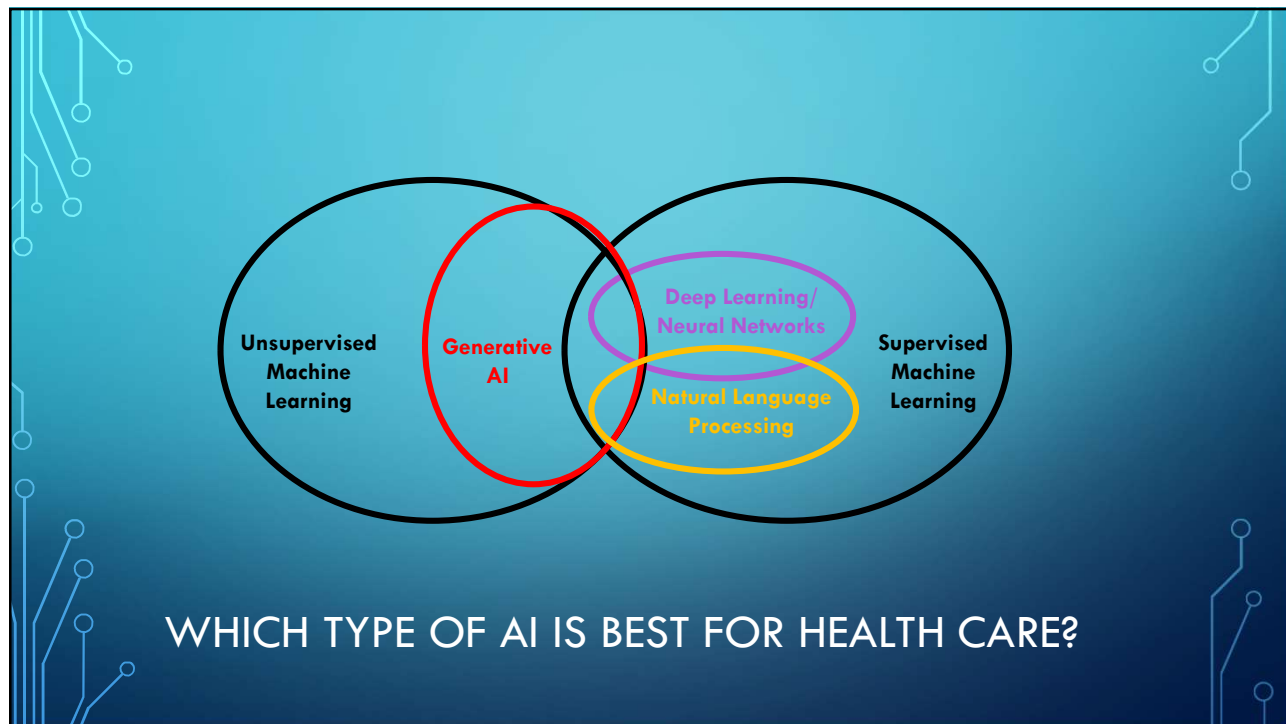 Unsupervised
Machine
Learning
Generative
AI
Deep Learning/
Neural Networks
Natural Language
Processing
Supervised
Machine
Learning
WHICH TYPE OF AI IS BEST FOR HEALTH CARE?